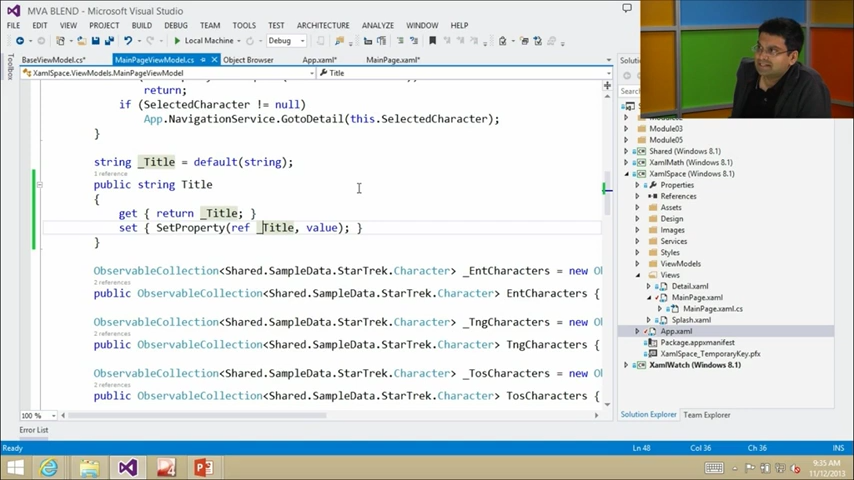 MVA BLEND - Microsoft Visual Studio
FILE EDIT VIEW PROJECT BUILD DEBUG TEAM TOOLS TEST ARCHITECTURE ANALYZE WINDOW HELP
Local Machine Debug
BaseViewModel.cs* MainPageViewModel.cs Object Browser App.xaml* MainPage.xaml*
XamlSpace.ViewModels.MainPageViewModel Title
return;
if (SelectedCharacter != null)
App.NavigationService.GotoDetail(this.SelectedCharacter);
}
string _Title = default(string);
1 reference
public string Title
{
get { return _Title; }
set { SetProperty(ref _Title, value); }
}
ObservableCollection<Shared.SampleData.StarTrek.Character> _EntCharacters = new Ob
2 references
public ObservableCollection<Shared.SampleData.StarTrek.Character> EntCharacters {
ObservableCollection<Shared.SampleData.StarTrek.Character> _TngCharacters = new Ob
2 references
public ObservableCollection<Shared.SampleData.StarTrek.Character> TngCharacters {
ObservableCollection<Shared.SampleData.StarTrek.Character> _TosCharacters = new Ob
2 references
public ObservableCollection<Shared.SampleData.StarTrek.Character> TosCharacters {
100 %
Error List
Solutio
Search
Module03
Module05
Shared (Windows 8.1)
XamlMath (Windows 8.1)
XamlSpace (Windows 8.1)
Properties
References
Assets
Design
Images
Services
Styles
ViewModels
Views
Detail.xaml
MainPage.xaml
MainPage.xaml.cs
Splash.xaml
App.xaml
Package.appxmanifest
XamlSpace_TemporaryKey.pfx
XamlWatch (Windows 8.1)
Solution Explorer Team Explorer
Ready Ln 48 Col 36 Ch 36 INS
9:35 AM
11/12/2013